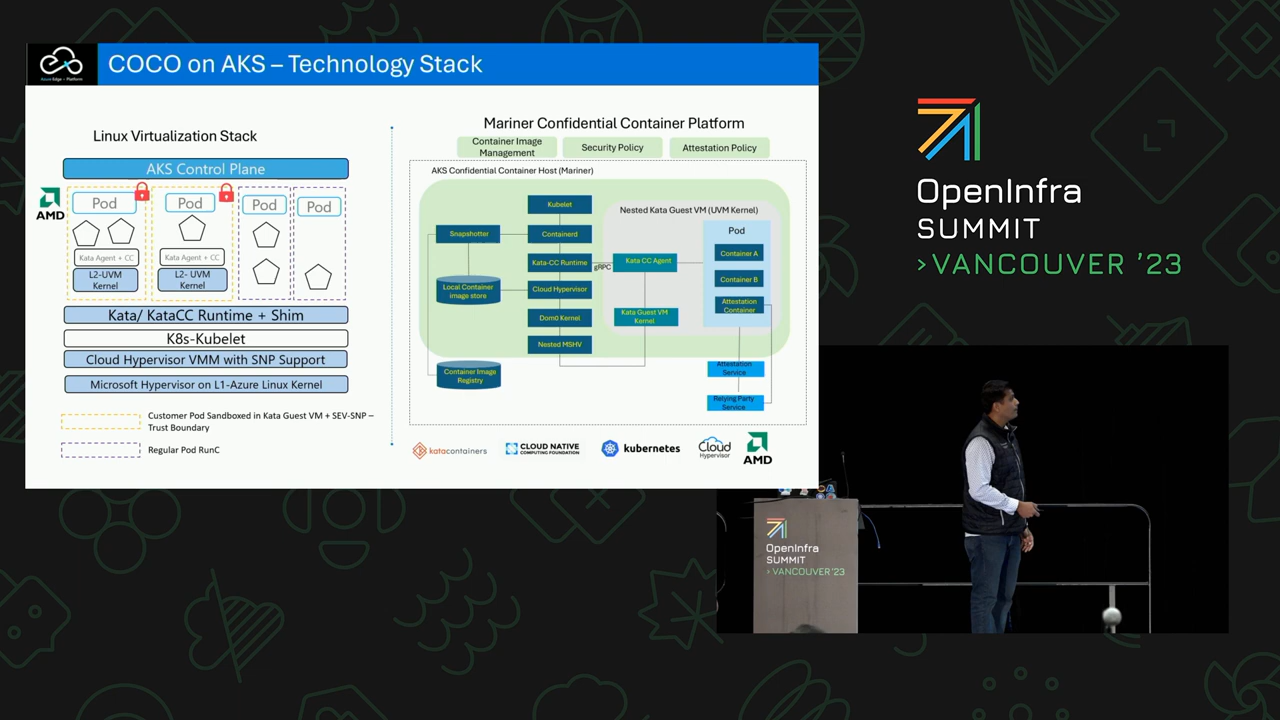 Azure Edge + Platform
COCO on AKS – Technology Stack
Linux Virtualization Stack
AKS Control Plane
AMD
Pod
Pod
Pod
Pod
Kata Agent + CC
Kata Agent + CC
L2-UVM
Kernel
L2- UVM
Kernel
Kata/ KataCC Runtime + Shim
K8s-Kubelet
Cloud Hypervisor VMM with SNP Support
Microsoft Hypervisor on L1-Azure Linux Kernel
Customer Pod Sandboxed in Kata Guest VM + SEV-SNP –
Trust Boundary
Regular Pod RunC
Mariner Confidential Container Platform
Container Image
Management
Security Policy
Attestation Policy
AKS Confidential Container Host (Mariner)
Kubelet
Nested Kata Guest VM (UVM Kernel)
Snapshotter
Containerd
Pod
Container A
Kata-CC Runtime
gRPC
Kata CC Agent
Local Container
image store
Cloud Hypervisor
Container B
Attestation
Container
Dom0 Kernel
Kata Guest VM
Kernel
Nested MSHV
Container Image
Registry
Attestation
Service
Relying Party
Service
katacontainers
CLOUD NATIVE
COMPUTING FOUNDATION
kubernetes
Cloud
Hypervisor
AMD
OpenInfra
SUMMIT
>VANCOUVER '23
OpenInfra
SUMMIT
> VANCOUVER '23